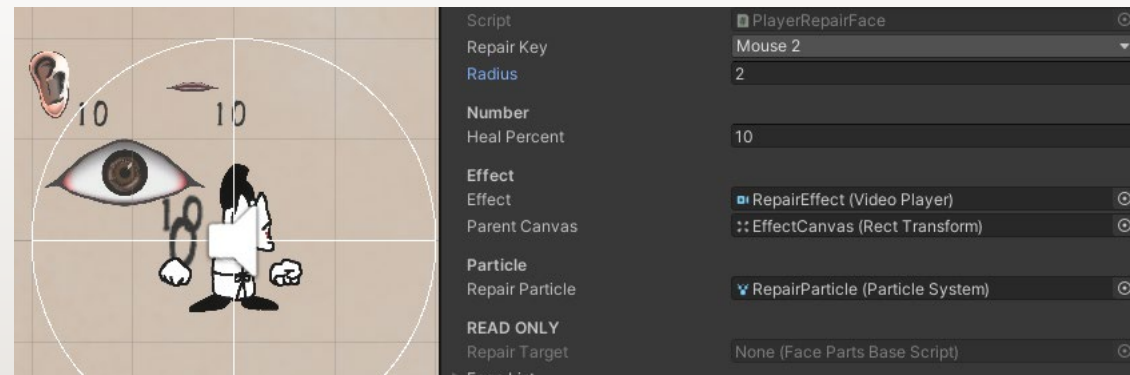 10
10
10
0
Script PlayerRepairFace
Repair Key Mouse 2
Radius 2
Number
Heal Percent 10
Effect
Effect RepairEffect (Video Player)
Parent Canvas EffectCanvas (Rect Transform)
Particle
Repair Particle RepairParticle (Particle System)
READ ONLY
Repair Target None (Face Parts Base Script)